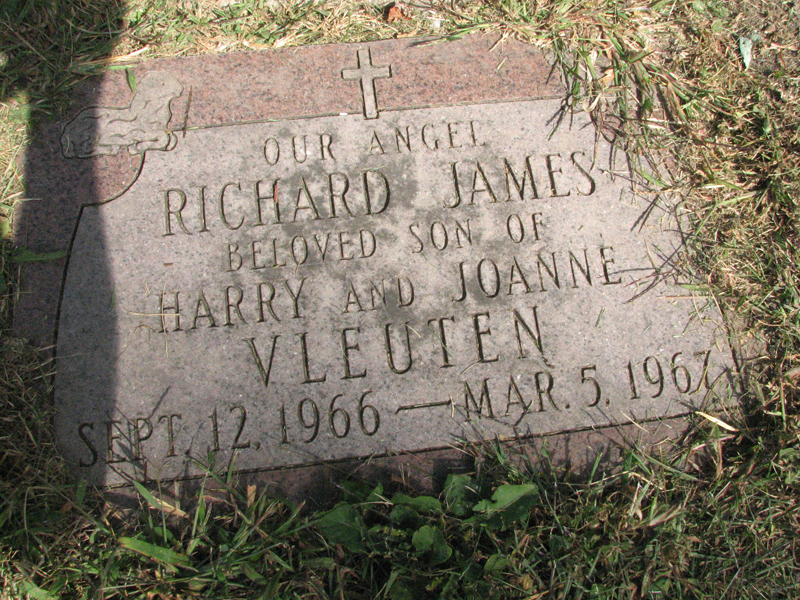 OUR ANGEL
RICHARD JAMES
BELOVED SON OF
HARRY AND JOANNE
VLEUTEN
SEPT. 12, 1966 — MAR. 5, 1967